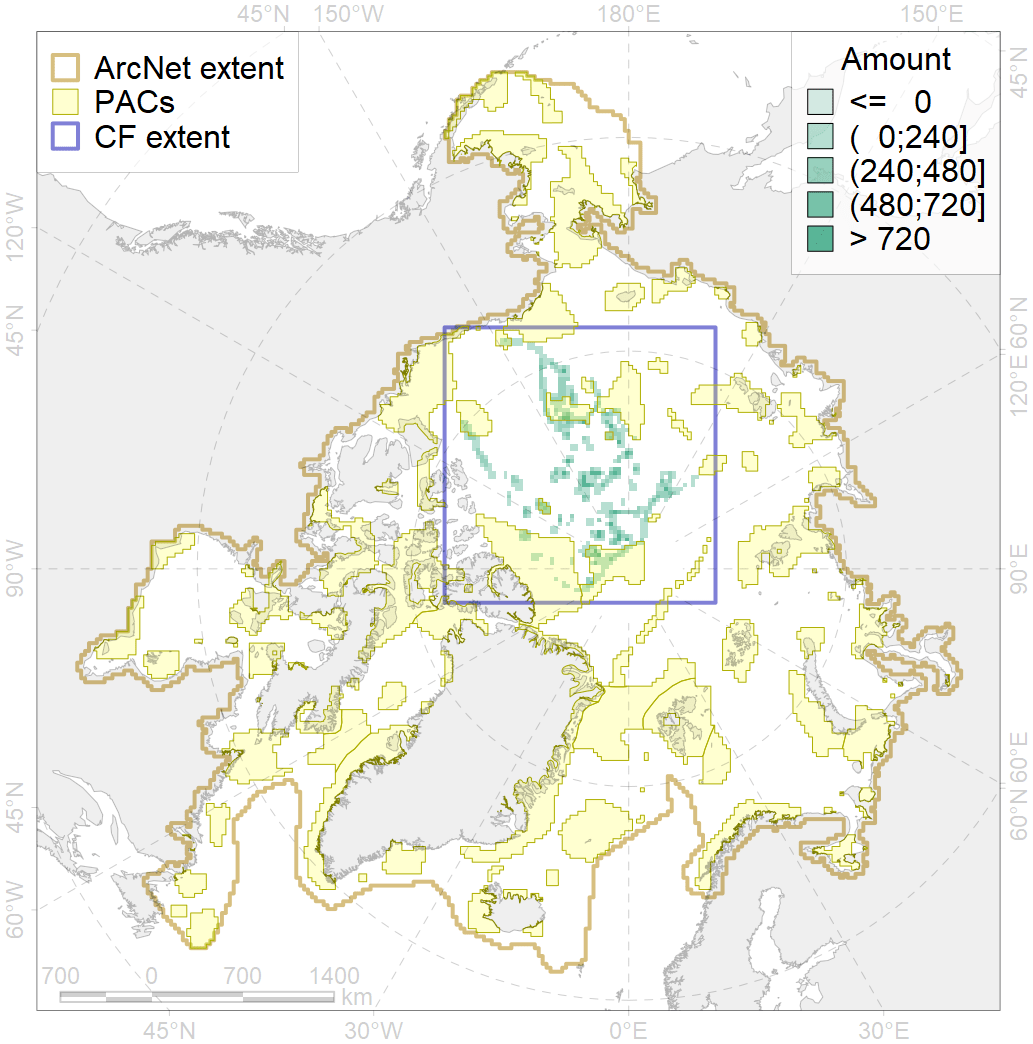 45°N 150°W 180°E 150°E
ArcNet extent
PACs
CF extent
Amount
<= 0
( 0;240]
(240;480]
(480;720]
> 720
45°N
120°W
45°N
90°W
45°N
60°W
60°N
120°E
90°E
60°E
60°N
700 0 700 1400
km
45°N 30°W 0°E 30°E